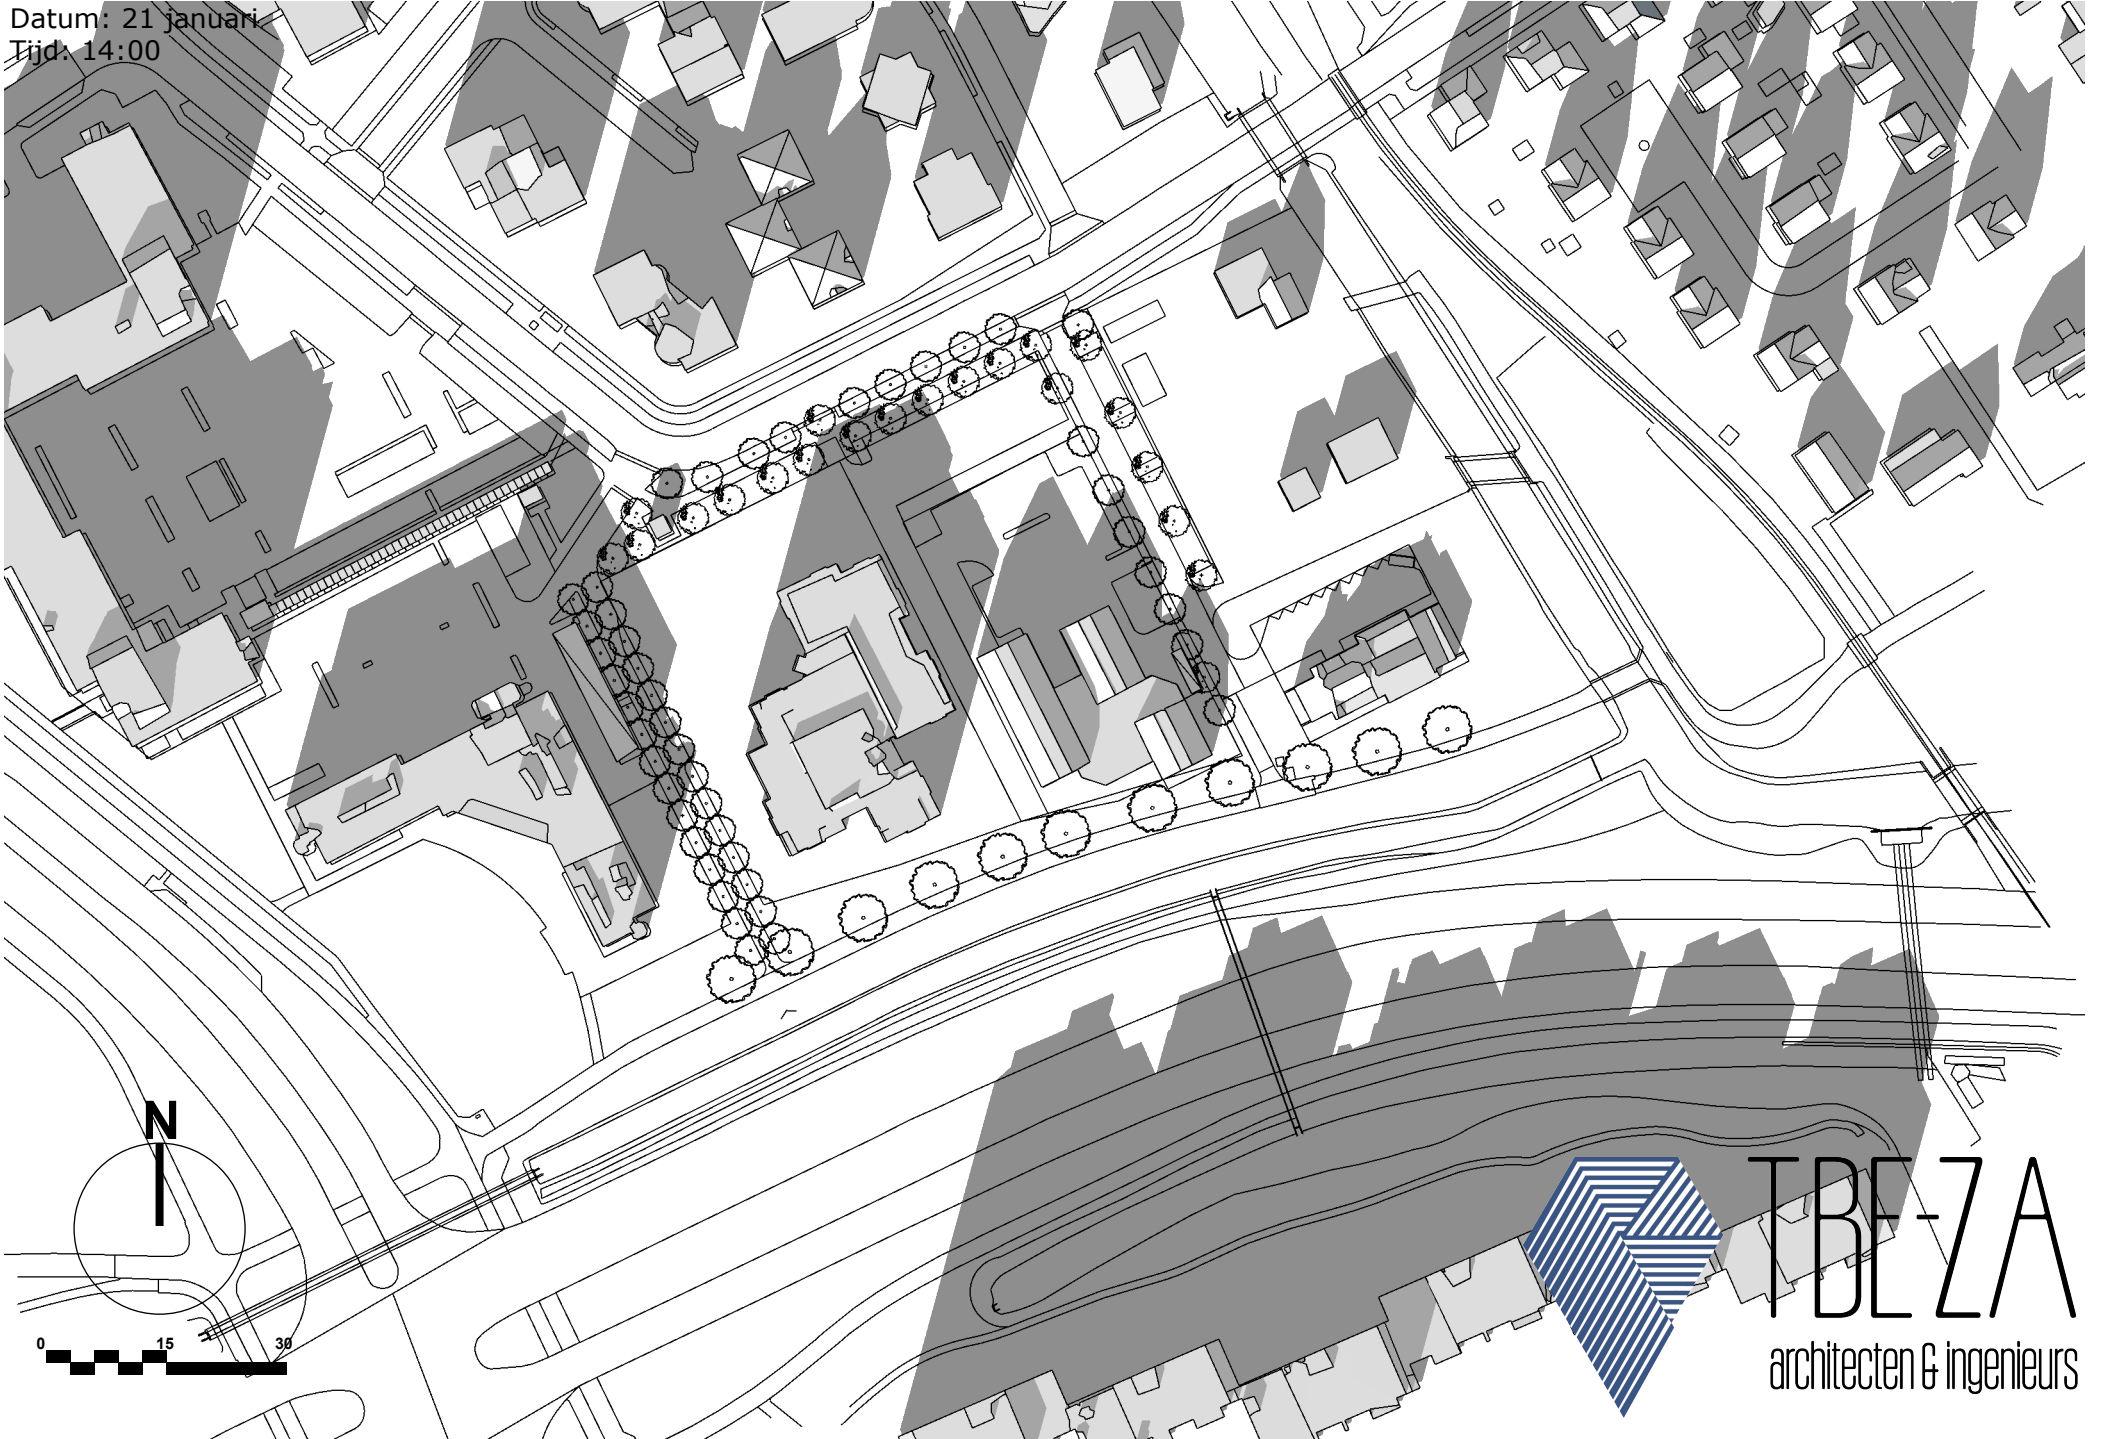 Datum: 21 januari
Tijd: 14:00
N
0 15 30
TBE-ZA
architecten & ingenieurs